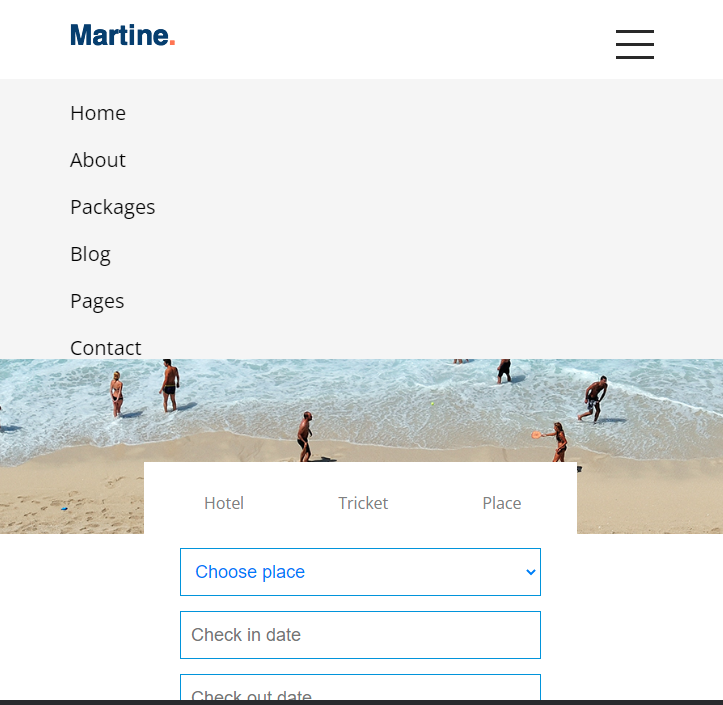 Martine.
Home
About
Packages
Blog
Pages
Contact
Hotel Tricket Place
Choose place
Check in date
Check out date